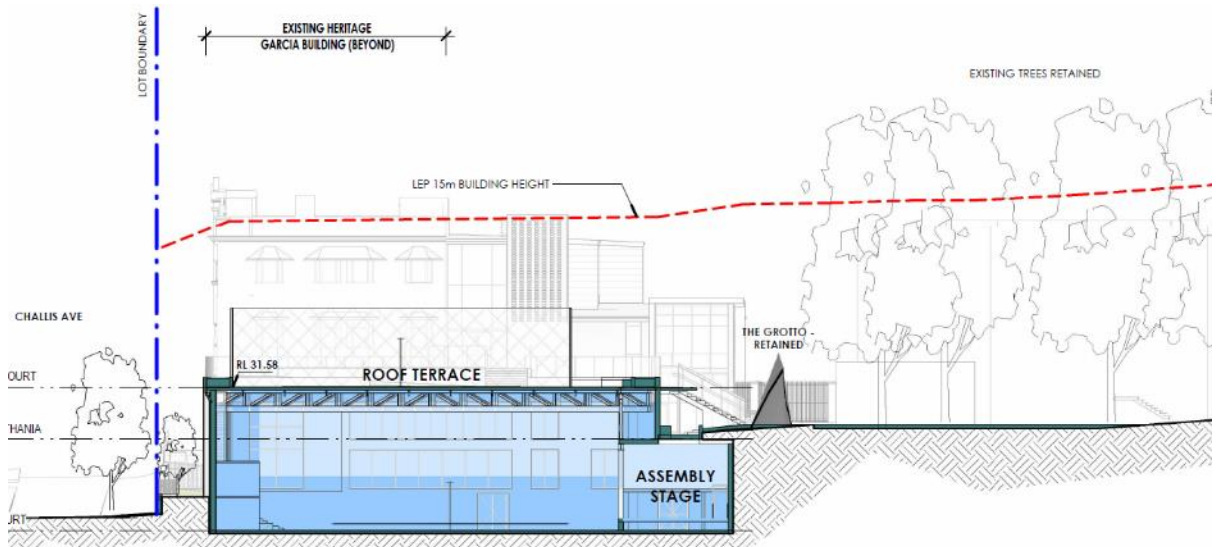 EXISTING HERITAGE
GARCIA BUILDING (BEYOND)
LOT BOUNDARY
EXISTING TREES RETAINED
LEP 15m BUILDING HEIGHT
CHALLIS AVE
THE GROTTO -
RETAINED
RL 31.58
ROOF TERRACE
OURT
THANIA
ASSEMBLY
STAGE
URT